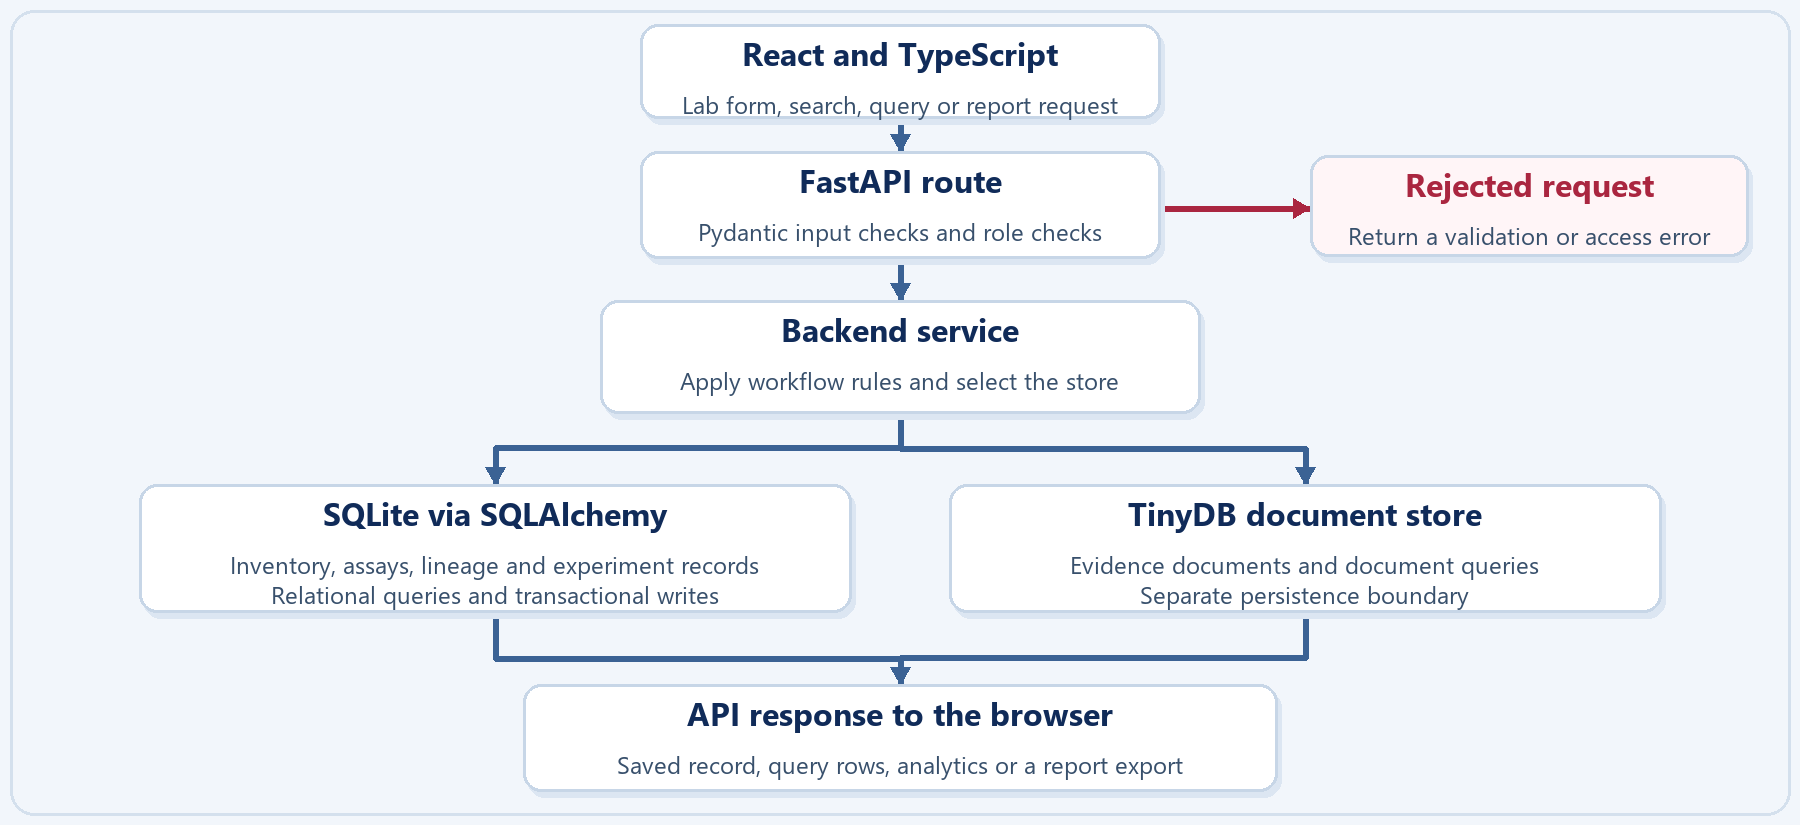 React and TypeScript
Lab form, search, query or report request
FastAPI route
Pydantic input checks and role checks
Rejected request
Return a validation or access error
Backend service
Apply workflow rules and select the store
SQLite via SQLAlchemy
Inventory, assays, lineage and experiment records
Relational queries and transactional writes
TinyDB document store
Evidence documents and document queries
Separate persistence boundary
API response to the browser
Saved record, query rows, analytics or a report export